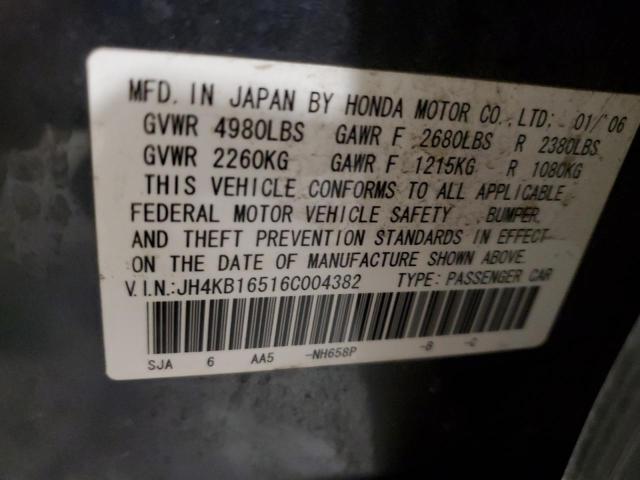 MFD. IN JAPAN BY HONDA MOTOR CO., LTD: 01/'06
GVWR 4980LBS GAWR F 2680LBS R 2380LBS
GVWR 2260KG GAWR F 1215KG R 1080KG
THIS VEHICLE CONFORMS TO ALL APPLICABLE
FEDERAL MOTOR VEHICLE SAFETY BUMPER,
AND THEFT PREVENTION STANDARDS IN EFFECT
ON THE DATE OF MANUFACTURE SHOWN ABOVE
V.I.N.:JH4KB16516C004382 TYPE: PASSENGER CAR
SJA 6 AA5 -NH658P -B -C